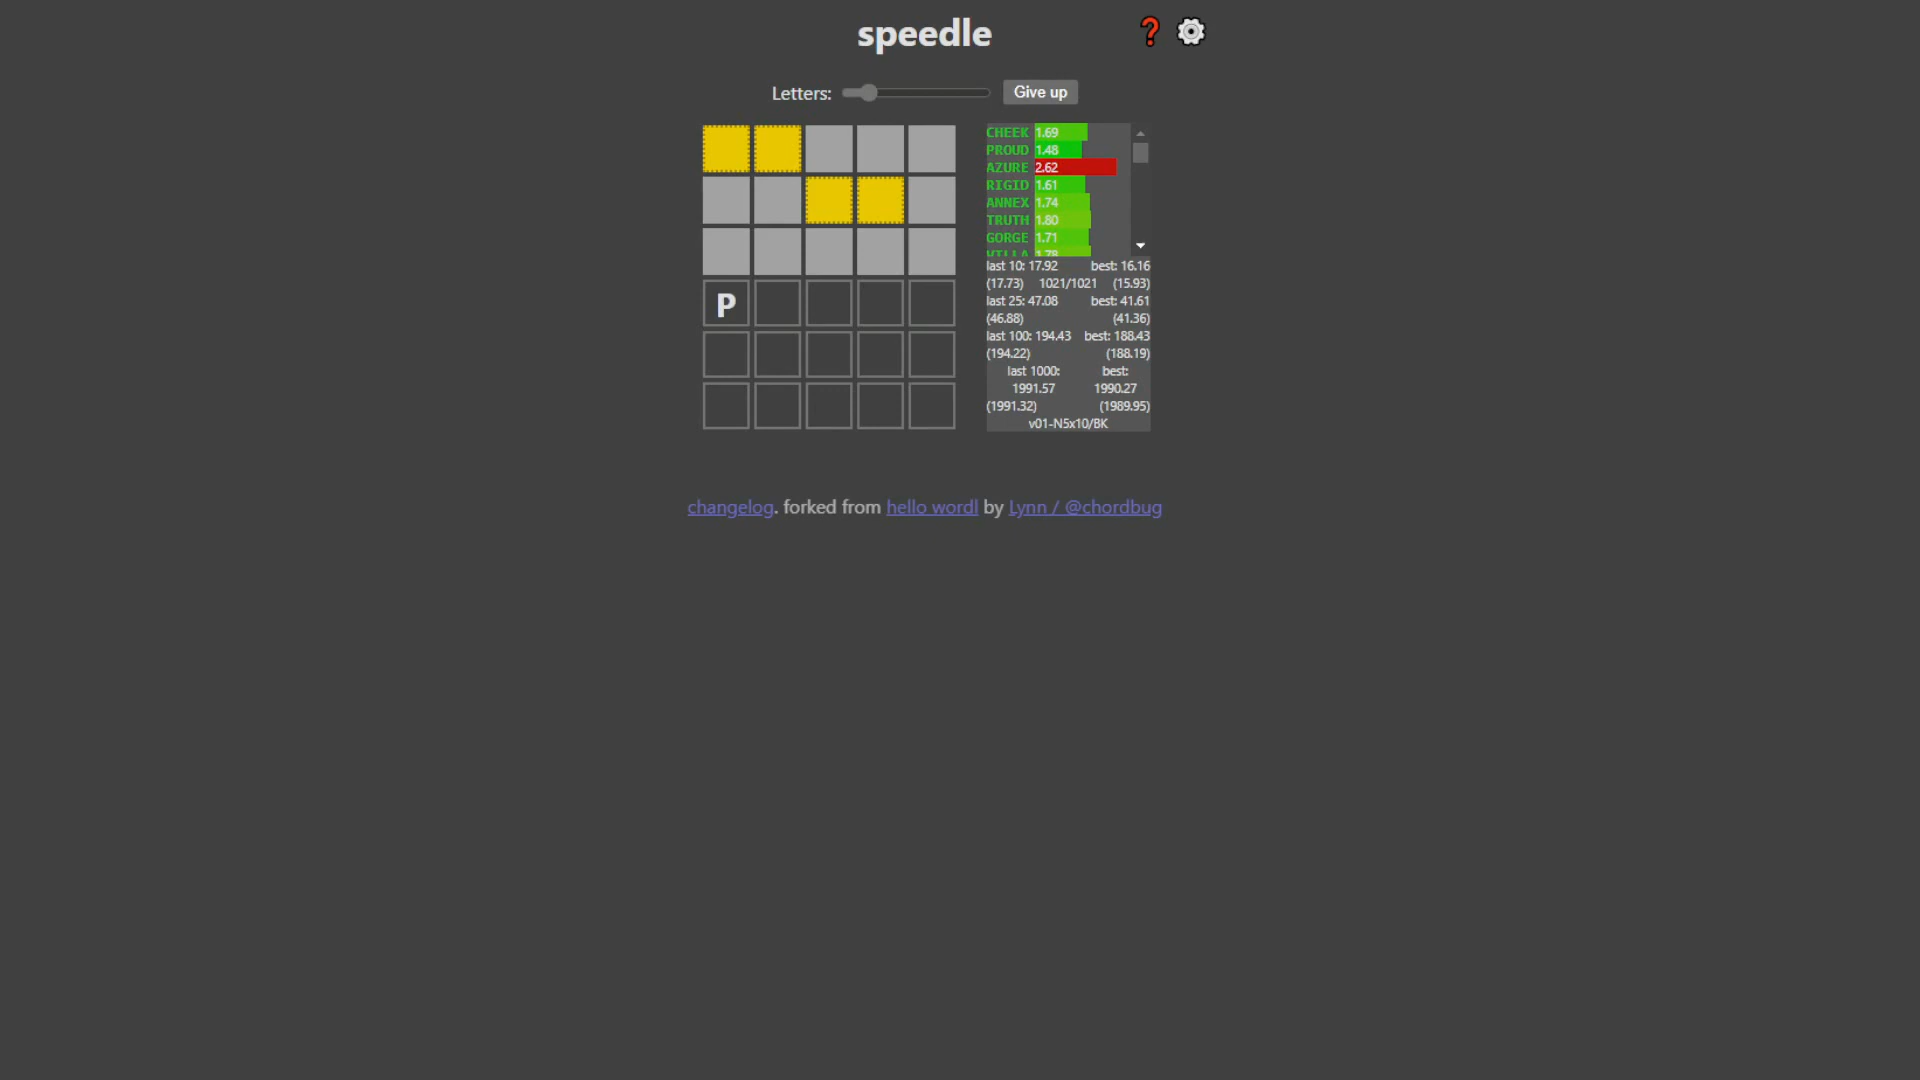 speedle
Letters: Give up
CHEEK 1.69
PROUD 1.48
AZURE 2.62
RIGID 1.61
ANNEX 1.74
TRUTH 1.80
GORGE 1.71
VILLA 1.78
last 10: 17.92 best: 16.16
(17.73) 1021/1021 (15.93)
last 25: 47.08 best: 41.61
(46.88) (41.36)
last 100: 194.43 best: 188.43
(194.22) (188.19)
last 1000: best:
1991.57 1990.27
(1991.32) (1989.95)
v01-N5x10/BK
P
changelog. forked from hello wordl by Lynn / @chordbug